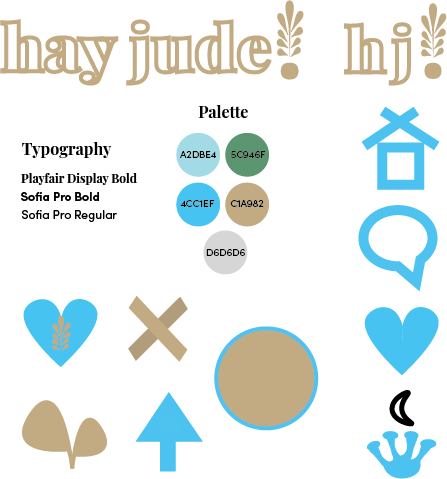 hay jude!
hj!
Palette
Typography
Playfair Display Bold
Sofia Pro Bold
Sofia Pro Regular
A2DBE4
5C946F
4CC1EF
C1A982
D6D6D6